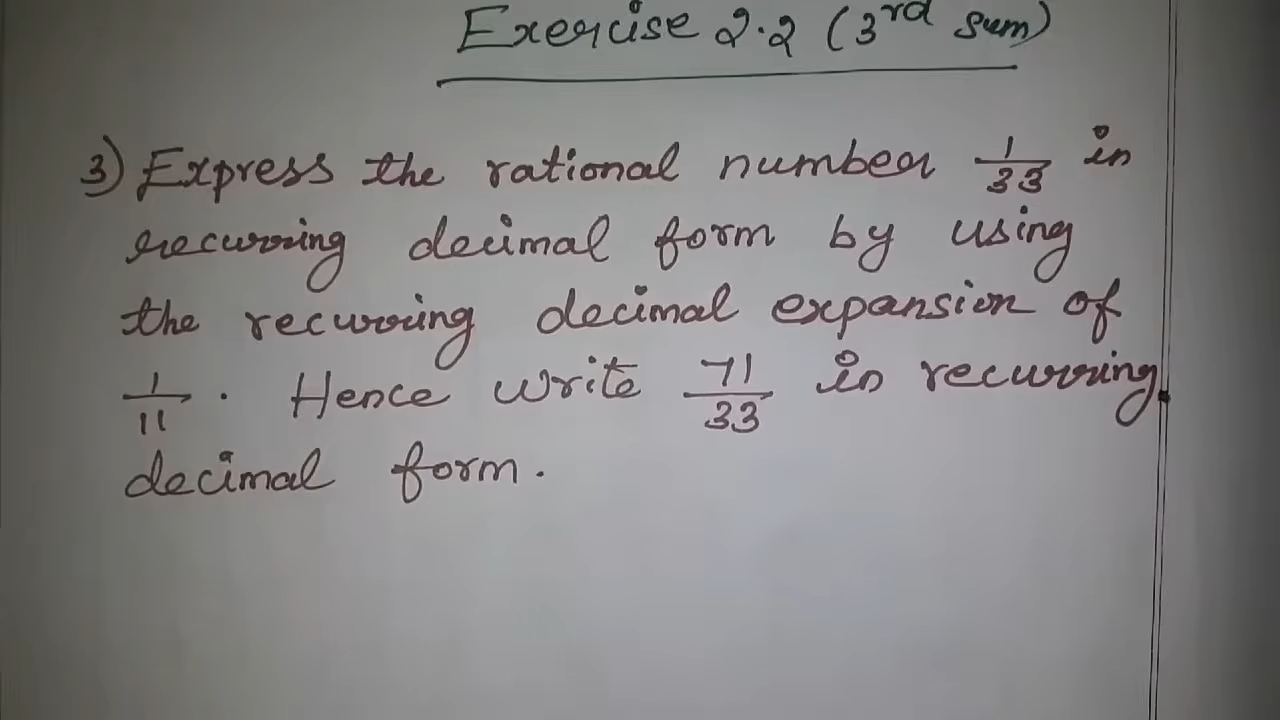 Exercise 2.2 (3rd sum)
3) Express the rational number 1/33 in
recurring decimal form by using
the recurring decimal expansion of
1/11. Hence write 71/33 in recurring
decimal form.